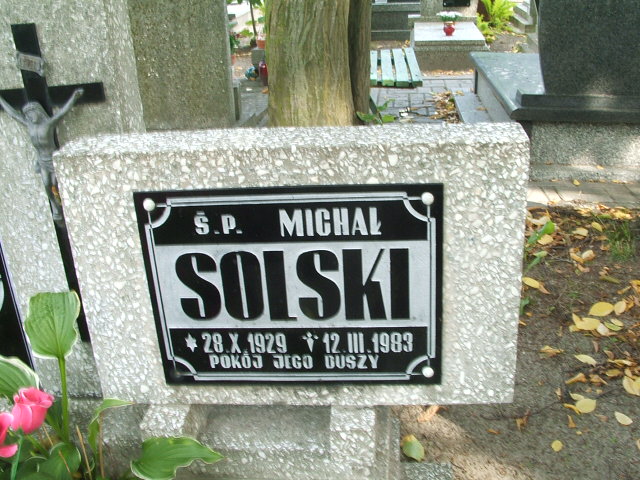 Ś.P. MICHAŁ
SOLSKI
* 28.X.1929 ✝ 12.III.1983
POKÓJ JEGO DUSZY